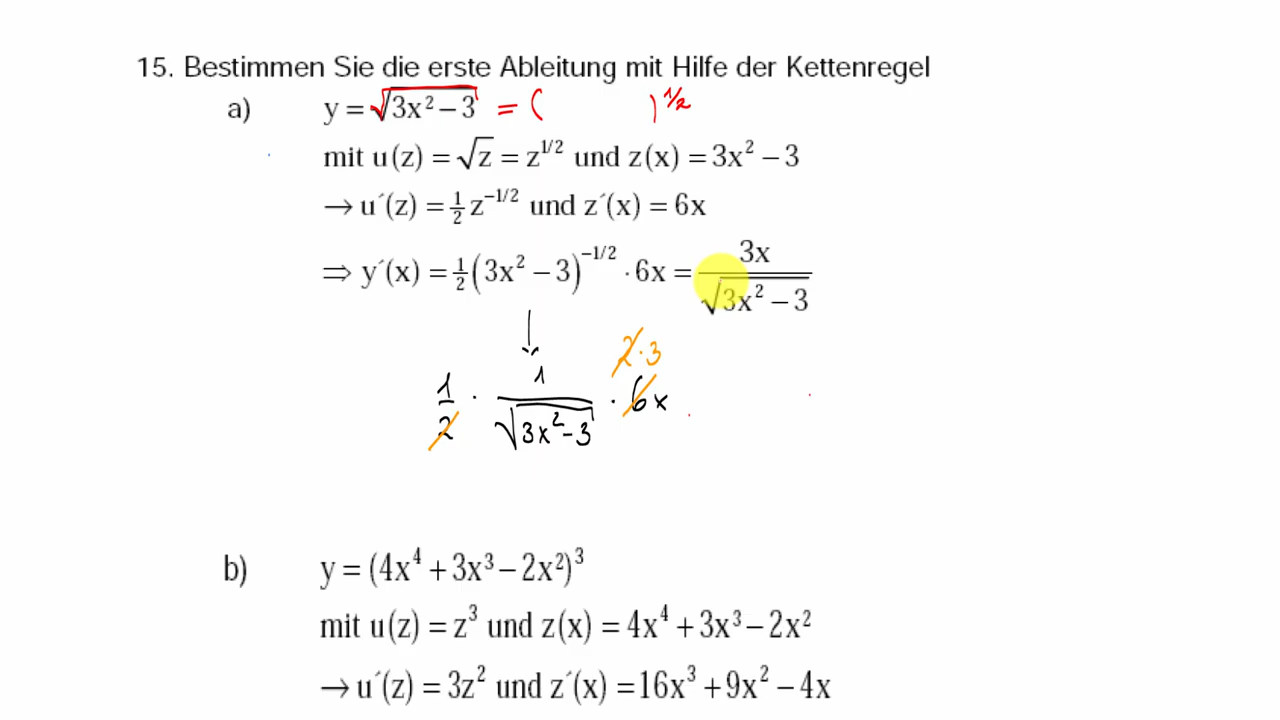 15. Bestimmen Sie die erste Ableitung mit Hilfe der Kettenregel
a) y = √(3x² − 3) = ( )^1/2
mit u(z) = √z = z^1/2 und z(x) = 3x² − 3
→ u´(z) = ½ z^−1/2 und z´(x) = 6x
⇒ y´(x) = ½ (3x² − 3)^−1/2 · 6x = 3x / √(3x² − 3)
↓
2 · 3
1/2 · 1/√(3x² − 3) · 6x
b) y = (4x⁴ + 3x³ − 2x²)³
mit u(z) = z³ und z(x) = 4x⁴ + 3x³ − 2x²
→ u´(z) = 3z² und z´(x) = 16x³ + 9x² − 4x